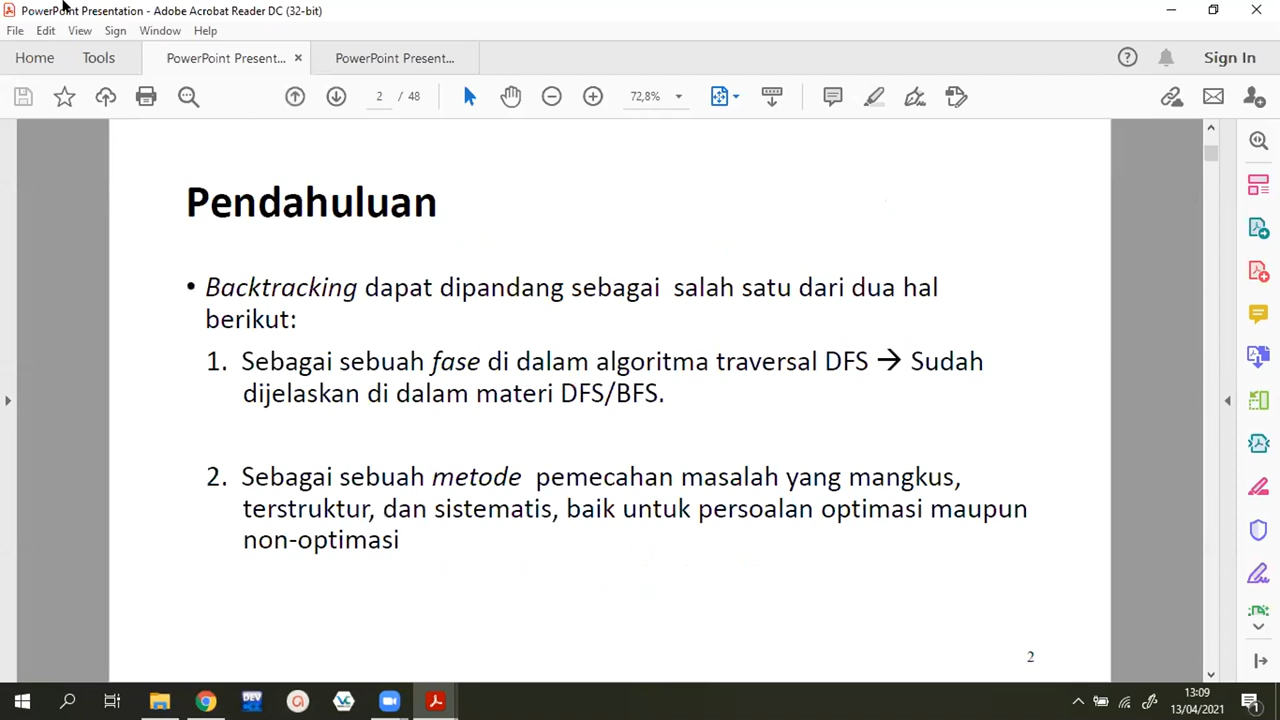 PowerPoint Presentation - Adobe Acrobat Reader DC (32-bit)
File Edit View Sign Window Help
Home Tools PowerPoint Present... × PowerPoint Present... Sign In
2 / 48 72,8%
Pendahuluan
• Backtracking dapat dipandang sebagai salah satu dari dua hal
berikut:
1. Sebagai sebuah fase di dalam algoritma traversal DFS → Sudah
dijelaskan di dalam materi DFS/BFS.
2. Sebagai sebuah metode pemecahan masalah yang mangkus,
terstruktur, dan sistematis, baik untuk persoalan optimasi maupun
non-optimasi
2
DEV
13:09
13/04/2021
1